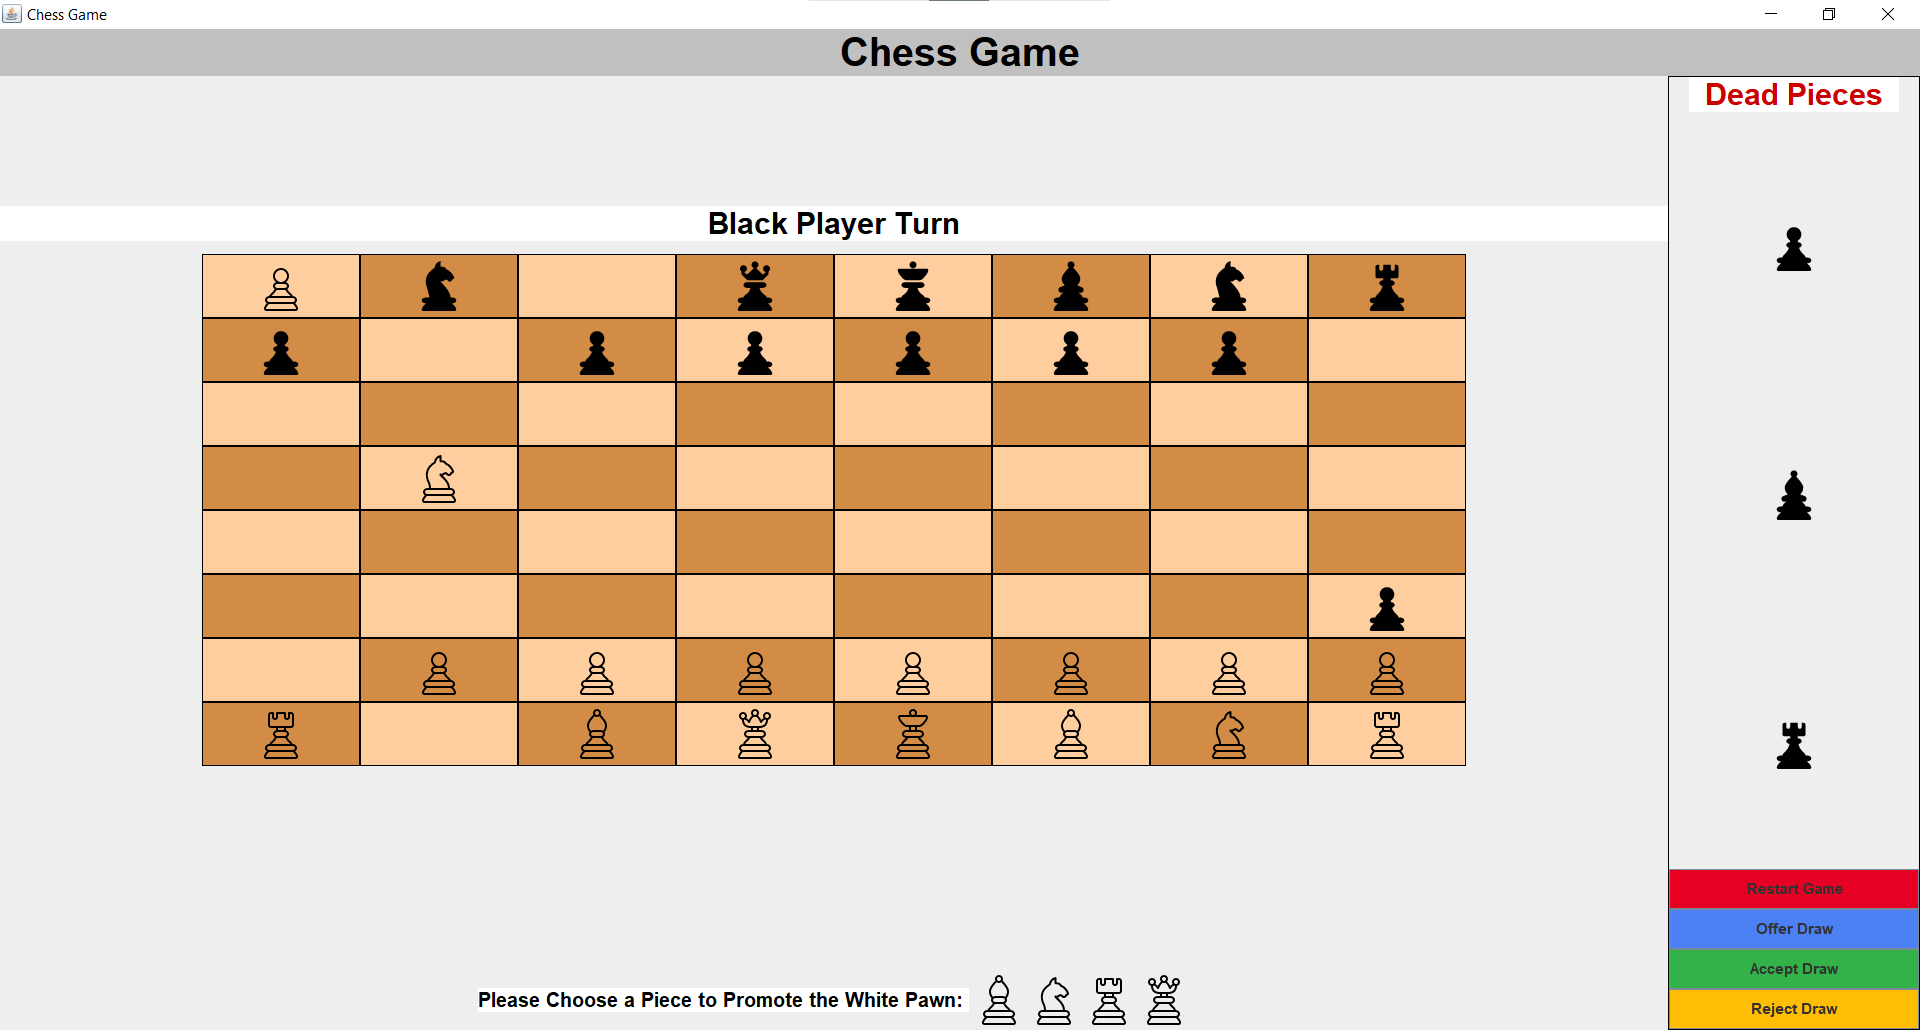 Chess Game
Chess Game
Dead Pieces
Black Player Turn
Restart Game
Offer Draw
Accept Draw
Please Choose a Piece to Promote the White Pawn:
Reject Draw